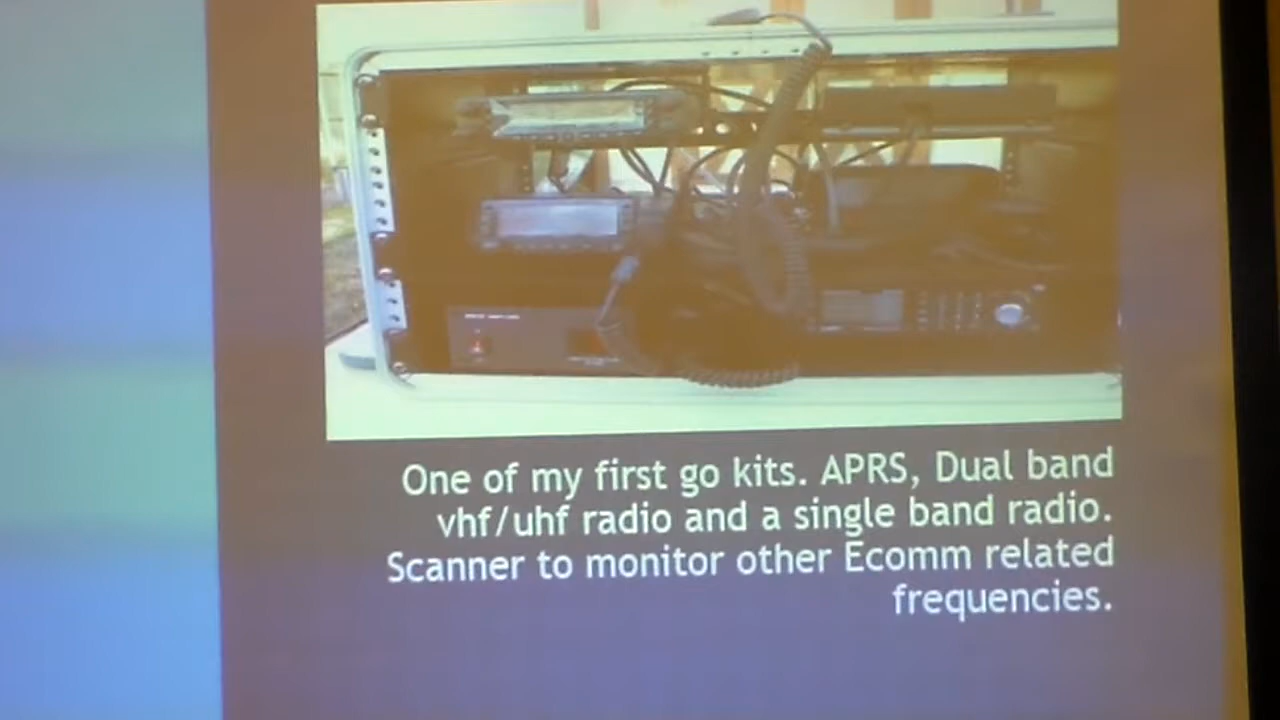 One of my first go kits. APRS, Dual band
vhf/uhf radio and a single band radio.
Scanner to monitor other Ecomm related
frequencies.